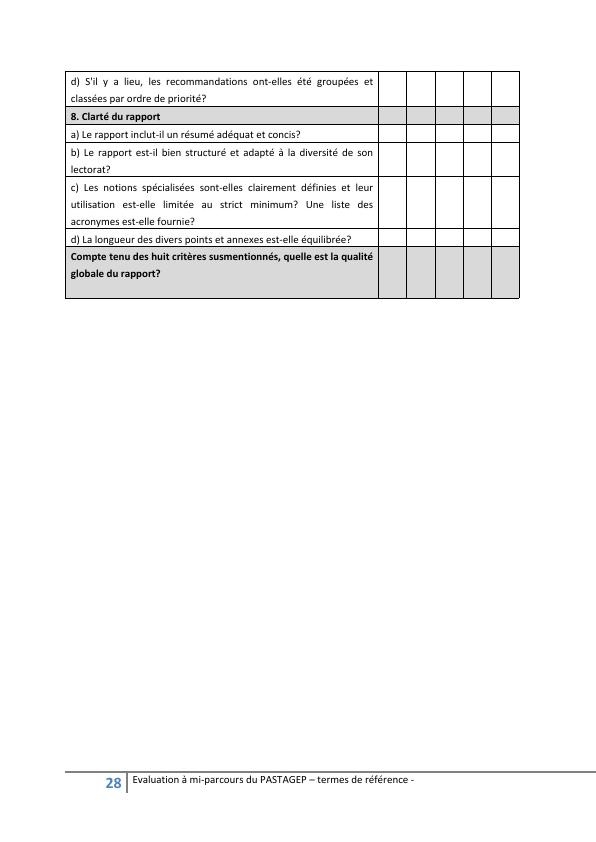 d) S'il y a lieu, les recommandations ont-elles été groupées et
classées par ordre de priorité?
8. Clarté du rapport
a) Le rapport inclut-il un résumé adéquat et concis?
b) Le rapport est-il bien structuré et adapté à la diversité de son
lectorat?
c) Les notions spécialisées sont-elles clairement définies et leur
utilisation est-elle limitée au strict minimum? Une liste des
acronymes est-elle fournie?
d) La longueur des divers points et annexes est-elle équilibrée?
Compte tenu des huit critères susmentionnés, quelle est la qualité
globale du rapport?
28 Evaluation à mi-parcours du PASTAGEP – termes de référence -